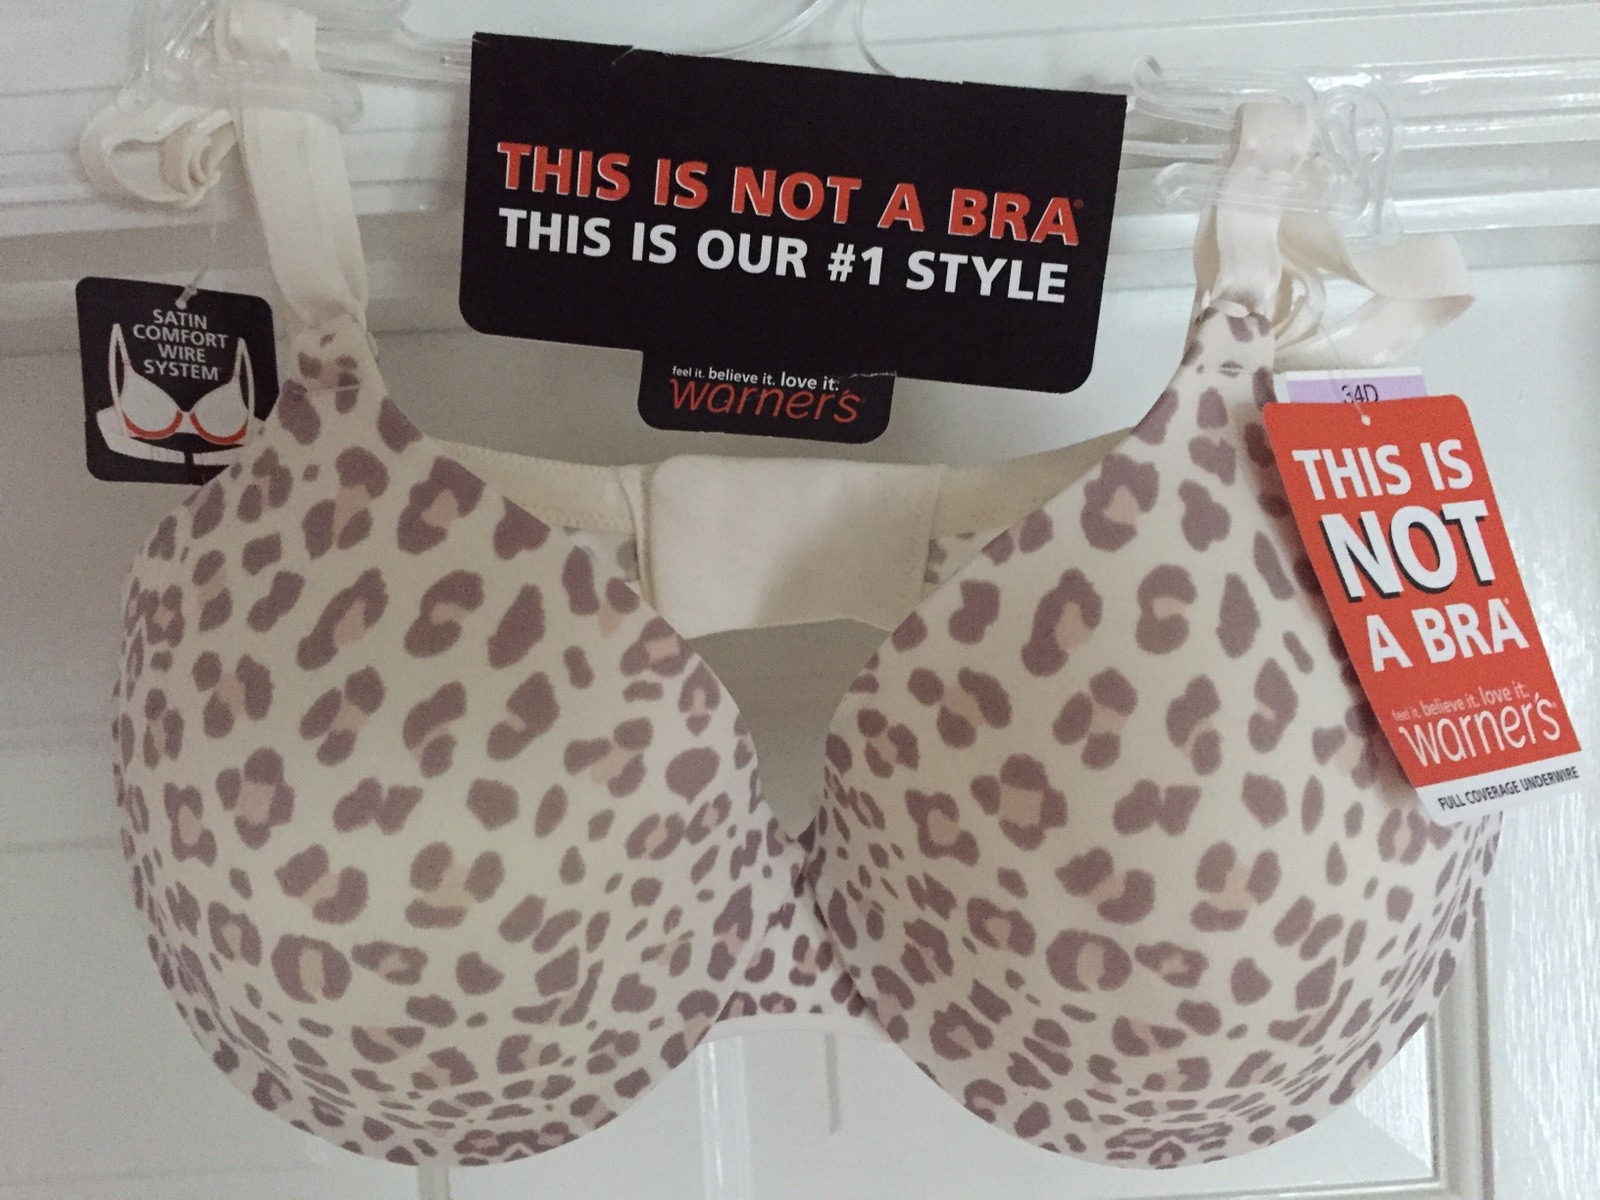 THIS IS NOT A BRA®
THIS IS OUR #1 STYLE
feel it. believe it. love it.
warner's
SATIN
COMFORT
WIRE
SYSTEM
34D
THIS IS
NOT
A BRA
feel it. believe it. love it.
warner's
FULL COVERAGE UNDERWIRE